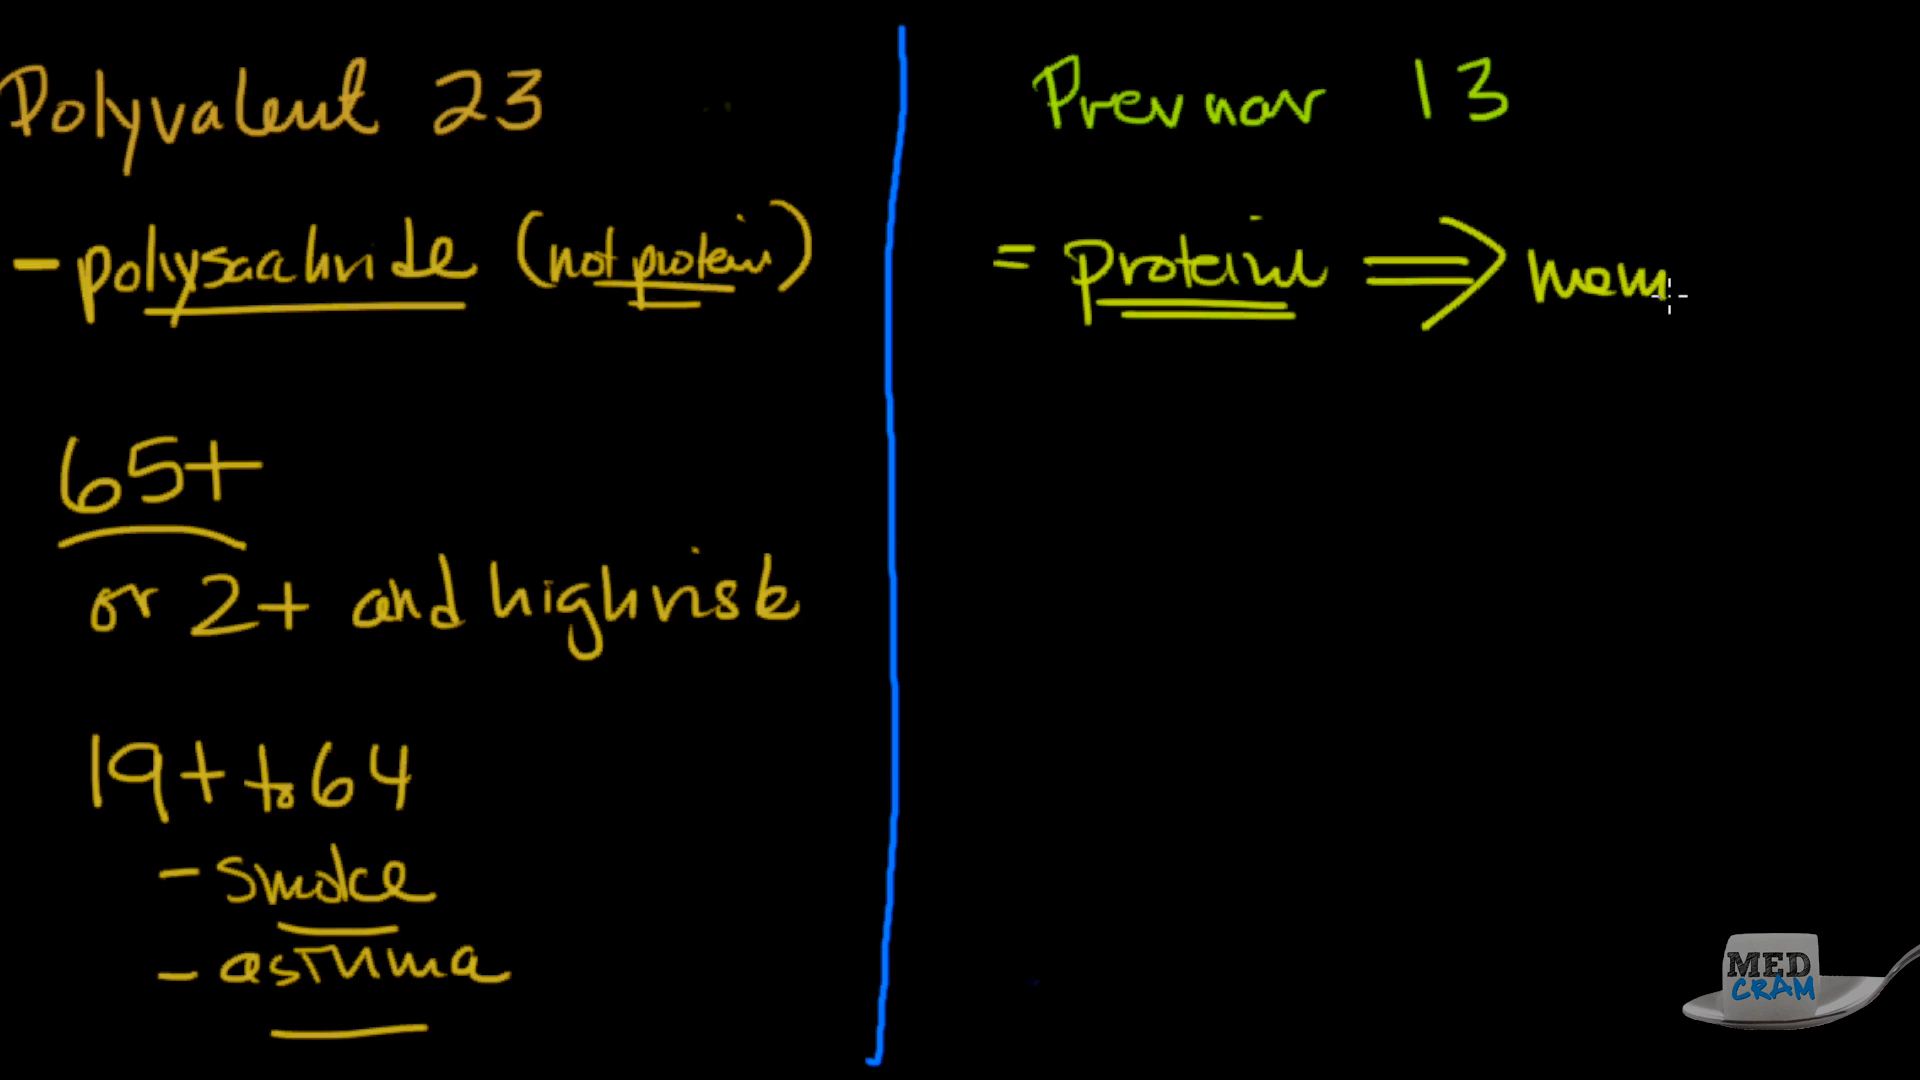 Polyvalent 23
- polysachride (not protein)
65+
or 2+ and high risk
19+ to 64
- smoke
- asthma
Prevnar 13
= protein ⇒ mem
MED
CRAM